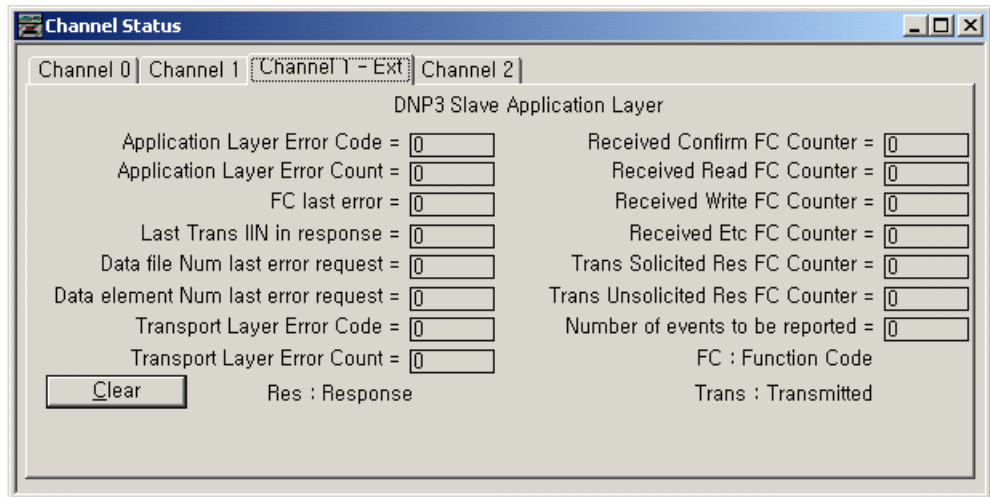 Channel Status
Channel 0 Channel 1 Channel 1 - Ext Channel 2
DNP3 Slave Application Layer
Application Layer Error Code = 0
Application Layer Error Count = 0
FC last error = 0
Last Trans IIN in response = 0
Data file Num last error request = 0
Data element Num last error request = 0
Transport Layer Error Code = 0
Transport Layer Error Count = 0
Clear
Res : Response
Received Confirm FC Counter = 0
Received Read FC Counter = 0
Received Write FC Counter = 0
Received Etc FC Counter = 0
Trans Solicited Res FC Counter = 0
Trans Unsolicited Res FC Counter = 0
Number of events to be reported = 0
FC : Function Code
Trans : Transmitted